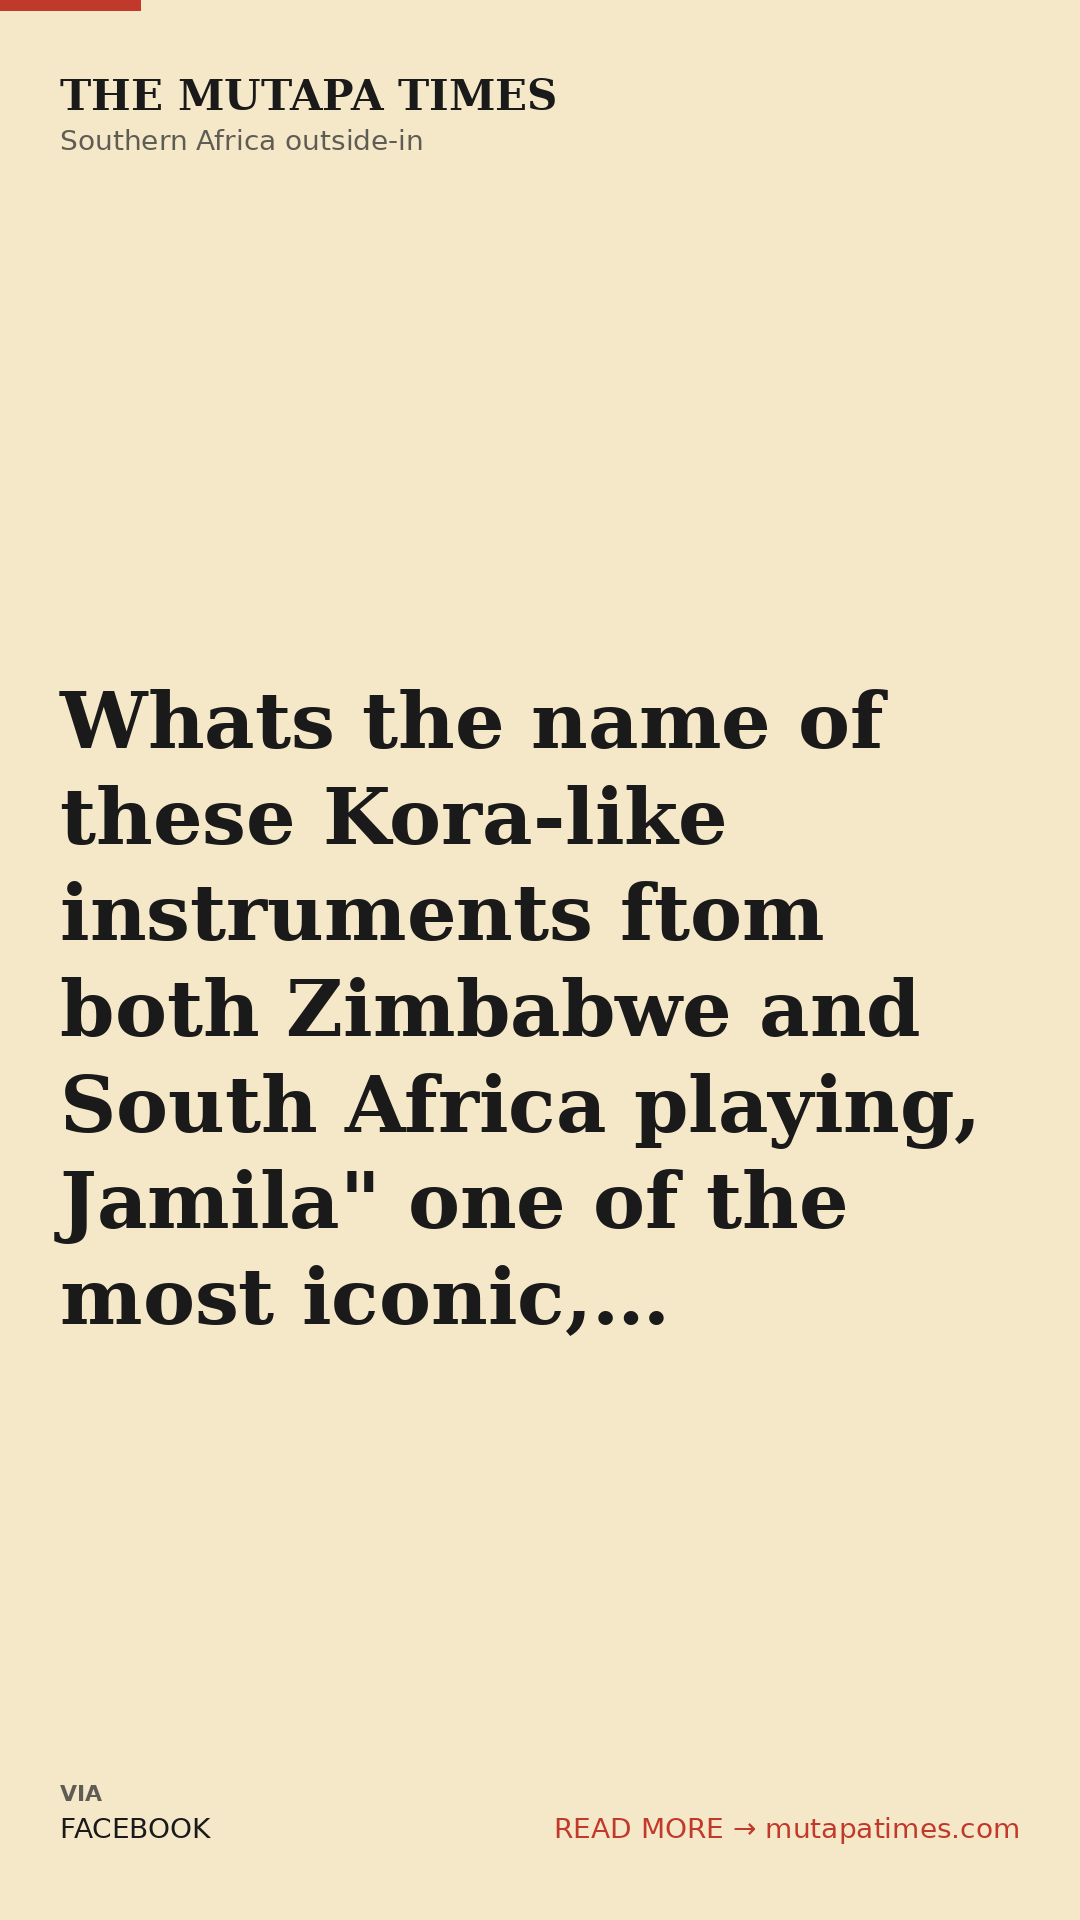 THE MUTAPA TIMES
Southern Africa outside-in
Whats the name of
these Kora-like
instruments ftom
both Zimbabwe and
South Africa playing,
Jamila" one of the
most iconic,...
VIA
FACEBOOK
READ MORE → mutapatimes.com